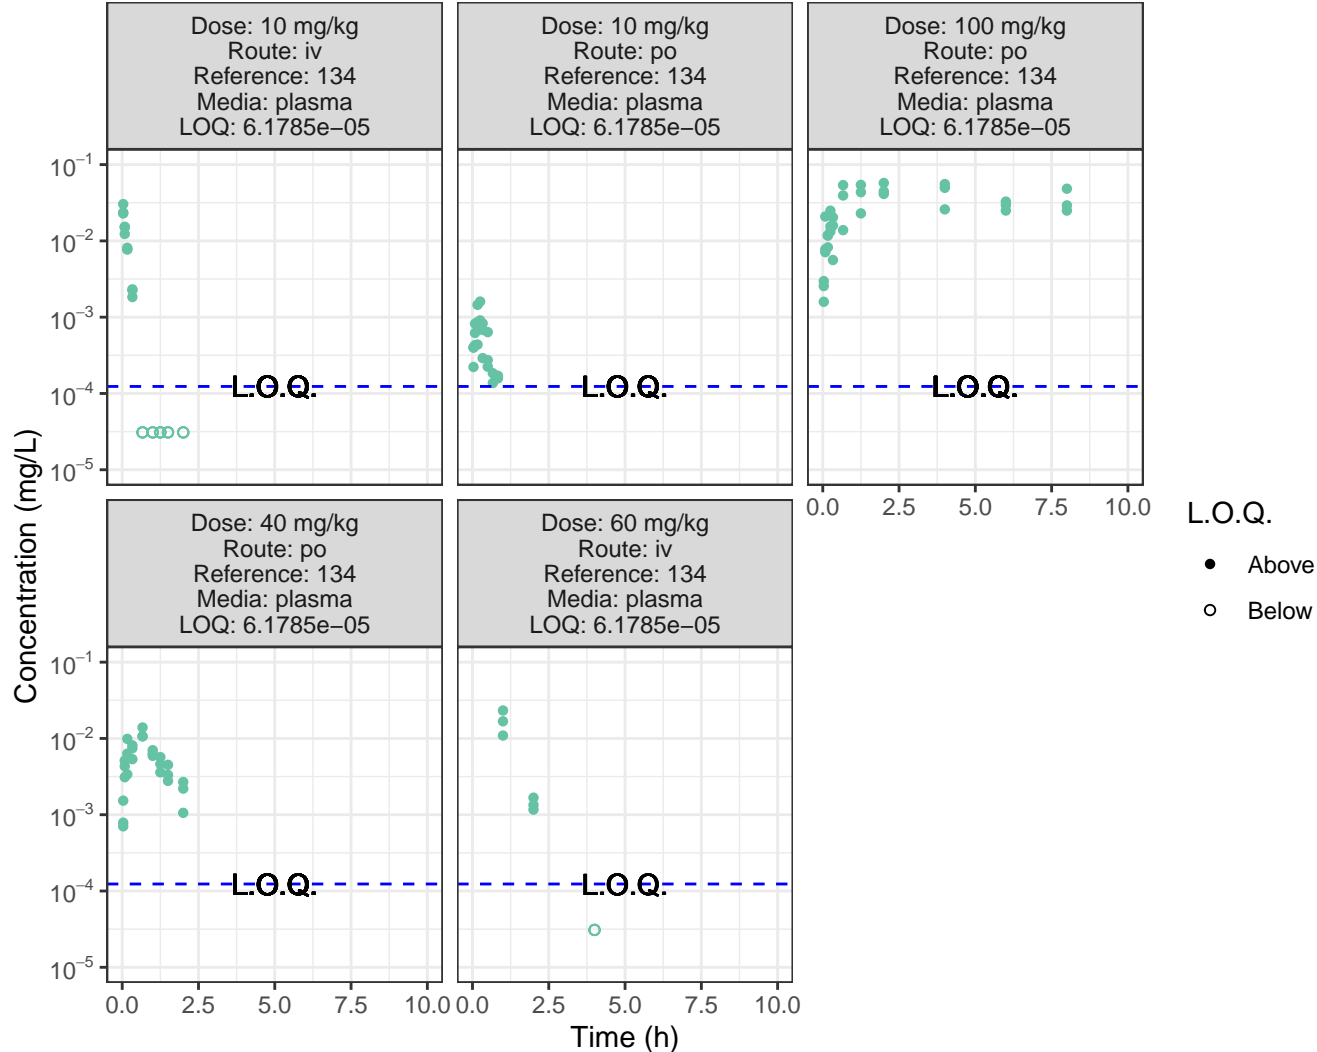 Dose: 10 mg/kg
Route: iv
Reference: 134
Media: plasma
LOQ: 6.1785e−05
Dose: 10 mg/kg
Route: po
Reference: 134
Media: plasma
LOQ: 6.1785e−05
Dose: 100 mg/kg
Route: po
Reference: 134
Media: plasma
LOQ: 6.1785e−05
10⁻¹
10⁻²
10⁻³
10⁻⁴
10⁻⁵
L.O.Q.
L.O.Q.
L.O.Q.
0.0 2.5 5.0 7.5 10.0
Dose: 40 mg/kg
Route: po
Reference: 134
Media: plasma
LOQ: 6.1785e−05
Dose: 60 mg/kg
Route: iv
Reference: 134
Media: plasma
LOQ: 6.1785e−05
10⁻¹
10⁻²
10⁻³
10⁻⁴
10⁻⁵
L.O.Q.
L.O.Q.
0.0 2.5 5.0 7.5 10.0
0.0 2.5 5.0 7.5 10.0
Time (h)
Concentration (mg/L)
L.O.Q.
Above
Below